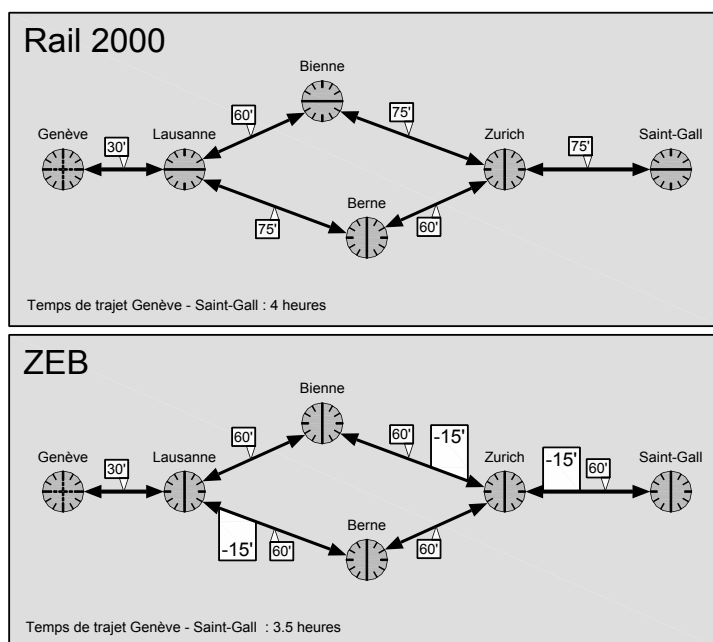 Rail 2000
Bienne
60'
75'
Genève
Lausanne
Zurich
Saint-Gall
30'
75'
75'
Berne
60'
Temps de trajet Genève - Saint-Gall : 4 heures
ZEB
Bienne
60'
60'
-15'
Genève
Lausanne
Zurich
-15'
Saint-Gall
30'
60'
-15'
60'
Berne
60'
Temps de trajet Genève - Saint-Gall : 3.5 heures